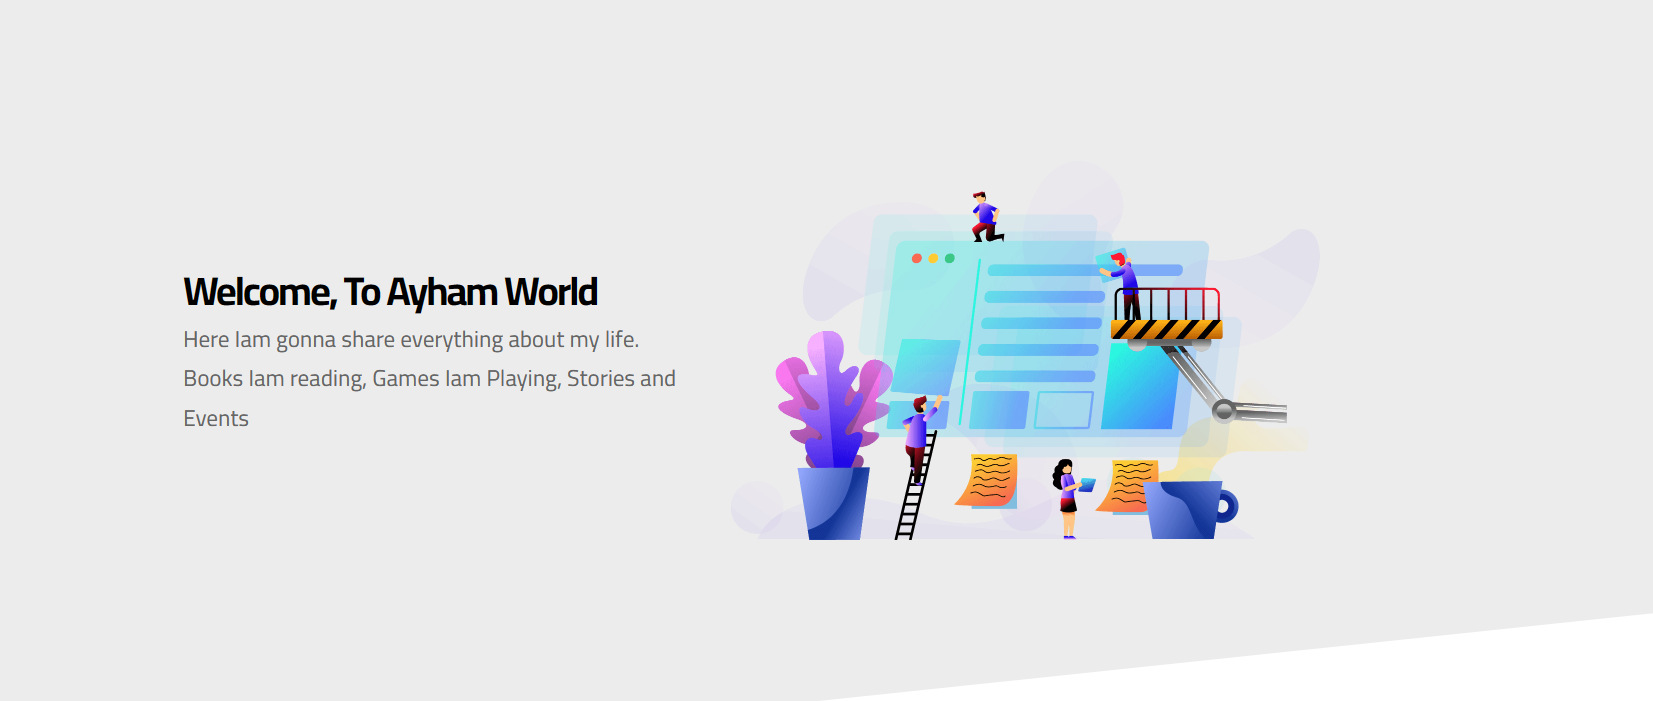 Welcome, To Ayham World
Here Iam gonna share everything about my life.
Books Iam reading, Games Iam Playing, Stories and
Events